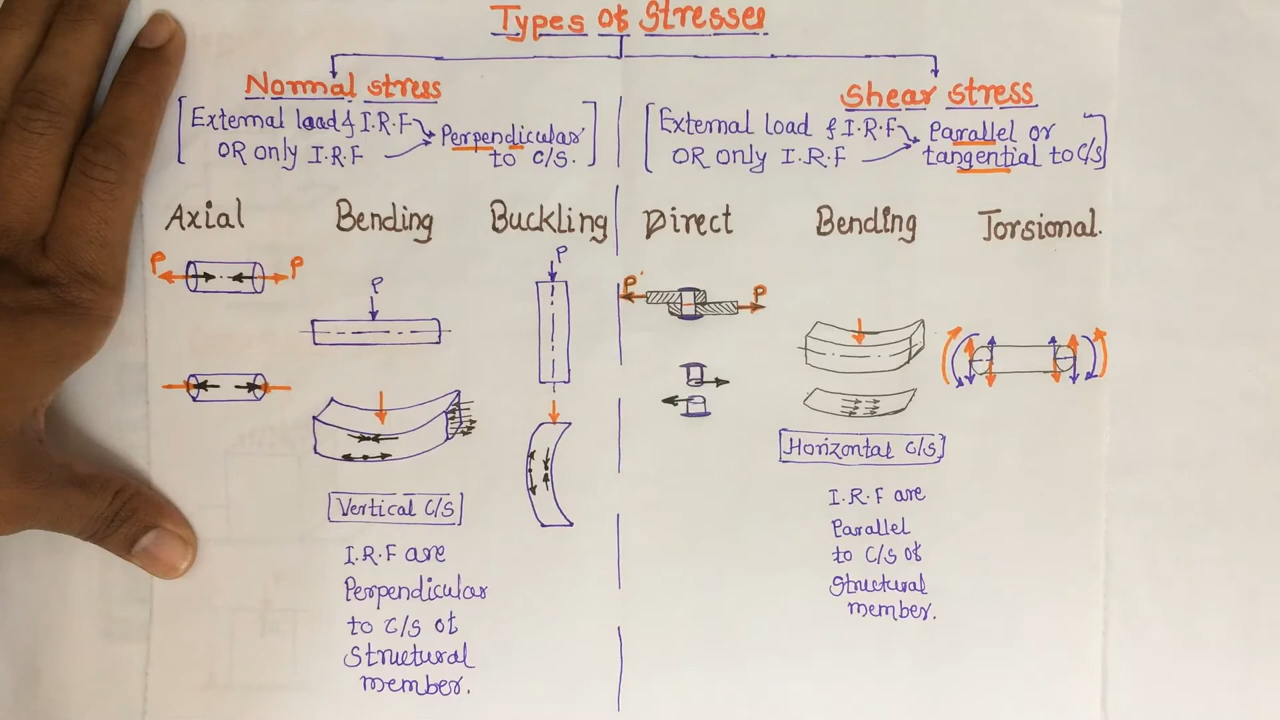 Types of Stresses
Normal stress
[External load & I.R.F
OR only I.R.F
Perpendicular
to C/S.]
Shear stress
[External load & I.R.F
OR only I.R.F
Parallel or
tangential to C/S]
Axial
Bending
Buckling
Direct
Bending
Torsional.
P
P
P
P
P
P
Vertical C/S
I.R.F are
Perpendicular
to C/S of
Structural
member.
Horizontal C/S
I.R.F are
Parallel
to C/S of
Structural
member.